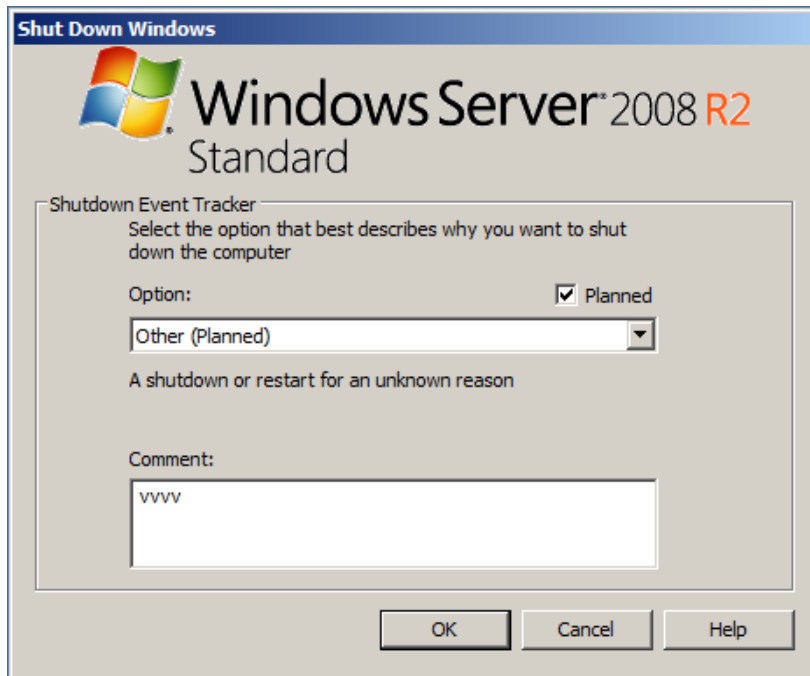 Shut Down Windows
Windows Server 2008 R2
Standard
Shutdown Event Tracker
Select the option that best describes why you want to shut
down the computer
Option:
Planned
Other (Planned)
A shutdown or restart for an unknown reason
Comment:
vvvv
OK
Cancel
Help